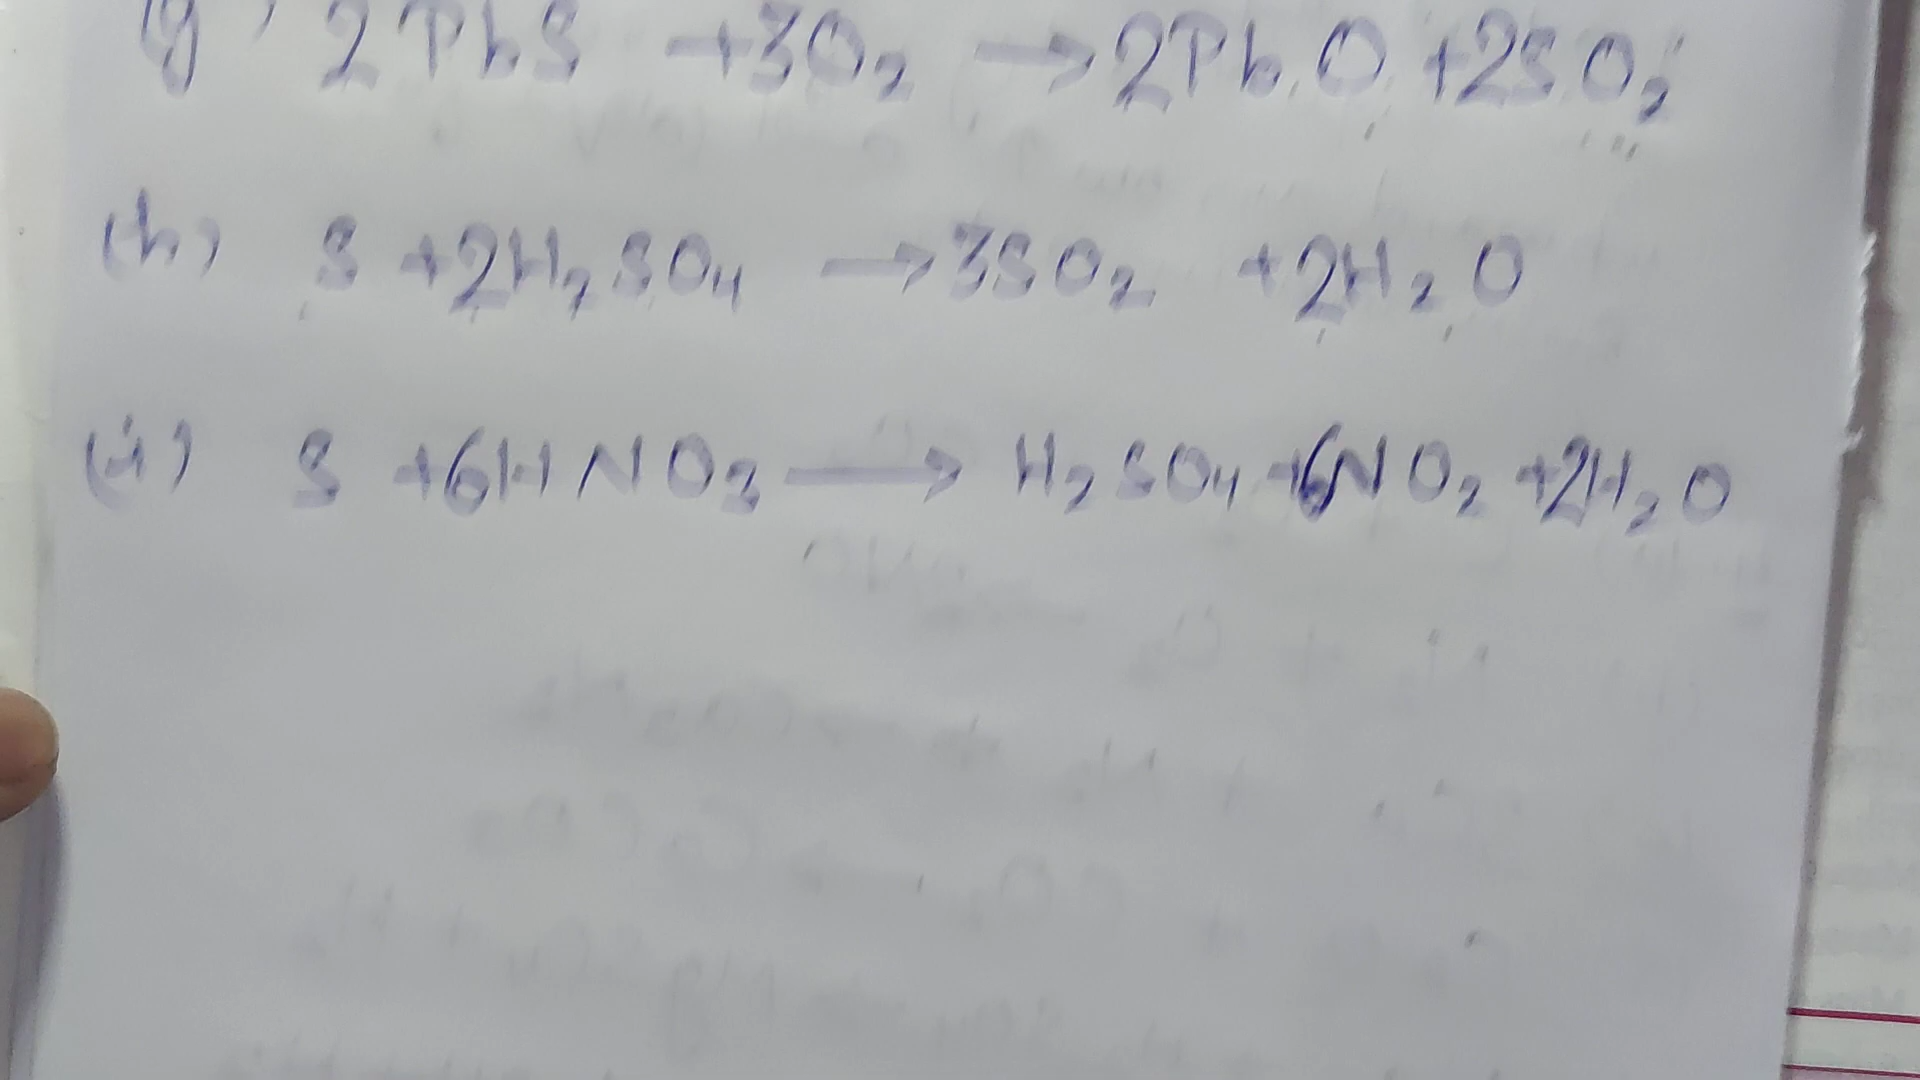 (g) 2PbS + 3O₂ → 2PbO + 2SO₂
(h) S + 2H₂SO₄ → 3SO₂ + 2H₂O
(i) S + 6HNO₃ → H₂SO₄ + 6NO₂ + 2H₂O